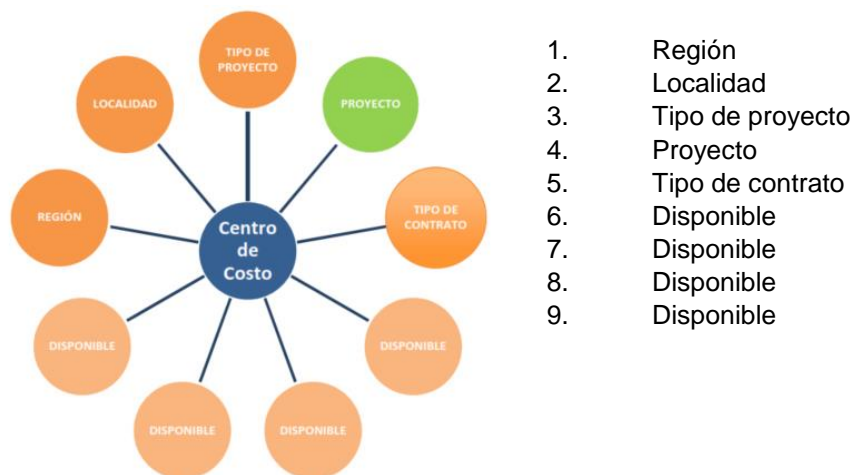 TIPO DE
PROYECTO
LOCALIDAD
PROYECTO
REGIÓN
TIPO DE
CONTRATO
Centro
de
Costo
DISPONIBLE
DISPONIBLE
DISPONIBLE
DISPONIBLE
1. Región
2. Localidad
3. Tipo de proyecto
4. Proyecto
5. Tipo de contrato
6. Disponible
7. Disponible
8. Disponible
9. Disponible